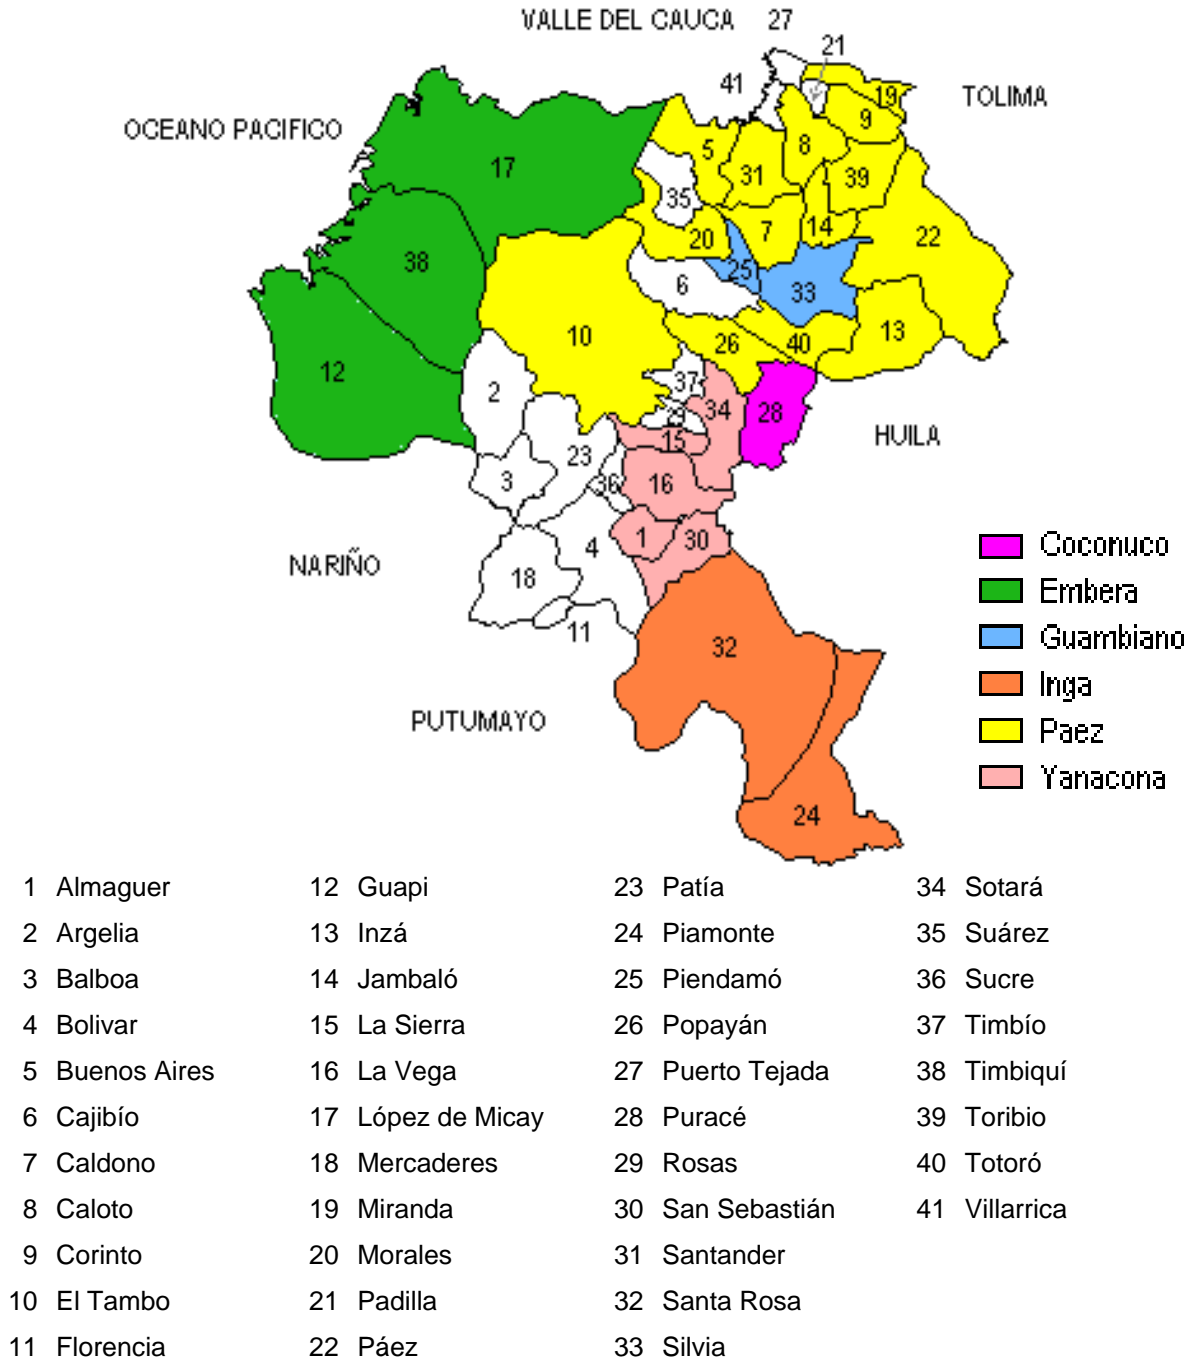 VALLE DEL CAUCA 27
21
41
TOLIMA
OCEANO PACIFICO
19
9
17
5
8
31
39
35
38
20
7
14
22
25
6
33
10
26
40
13
12
2
37
34
28
29
15
HUILA
23
3
36
16
1
30
4
NARIÑO
18
11
32
PUTUMAYO
24
Coconuco
Embera
Guambiano
Inga
Paez
Yanacona
1 Almaguer
2 Argelia
3 Balboa
4 Bolivar
5 Buenos Aires
6 Cajibío
7 Caldono
8 Caloto
9 Corinto
10 El Tambo
11 Florencia
12 Guapi
13 Inzá
14 Jambaló
15 La Sierra
16 La Vega
17 López de Micay
18 Mercaderes
19 Miranda
20 Morales
21 Padilla
22 Páez
23 Patía
24 Piamonte
25 Piendamó
26 Popayán
27 Puerto Tejada
28 Puracé
29 Rosas
30 San Sebastián
31 Santander
32 Santa Rosa
33 Silvia
34 Sotará
35 Suárez
36 Sucre
37 Timbío
38 Timbiquí
39 Toribio
40 Totoró
41 Villarrica